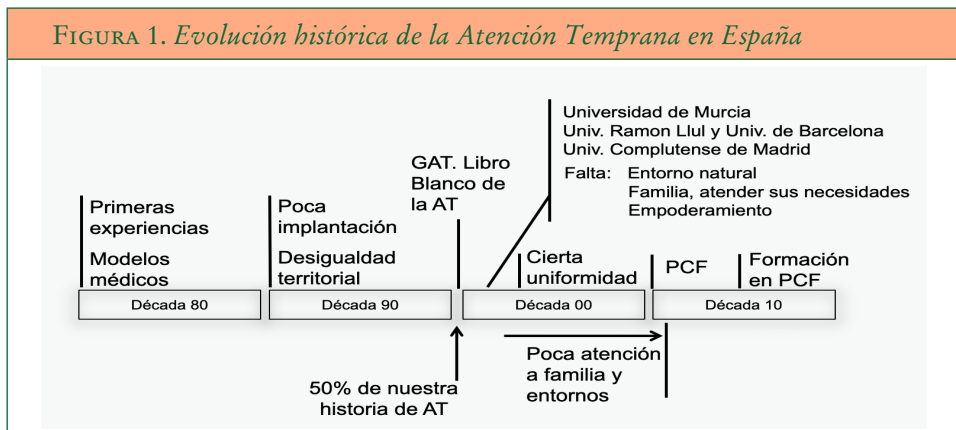 FIGURA 1. Evolución histórica de la Atención Temprana en España
Universidad de Murcia
Univ. Ramon Llul y Univ. de Barcelona
Univ. Complutense de Madrid
Falta: Entorno natural
Familia, atender sus necesidades
Empoderamiento
GAT. Libro
Blanco de
la AT
Primeras
experiencias
Modelos
médicos
Poca
implantación
Desigualdad
territorial
Cierta
uniformidad
PCF
Formación
en PCF
Década 80
Década 90
Década 00
Década 10
50% de nuestra
historia de AT
Poca atención
a familia y
entornos